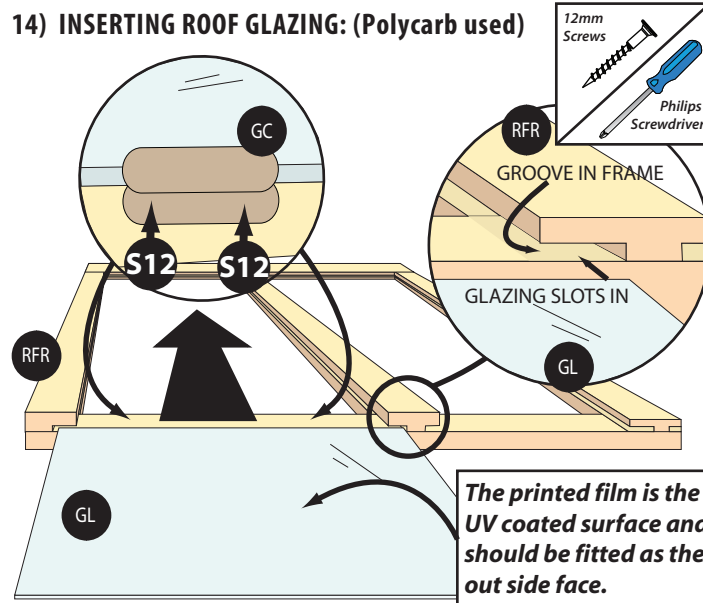 14) INSERTING ROOF GLAZING: (Polycarb used)
12mm
Screws
Philips
Screwdriver
GC
S12
S12
RFR
GROOVE IN FRAME
GLAZING SLOTS IN
GL
RFR
GL
The printed film is the
UV coated surface and
should be fitted as the
out side face.